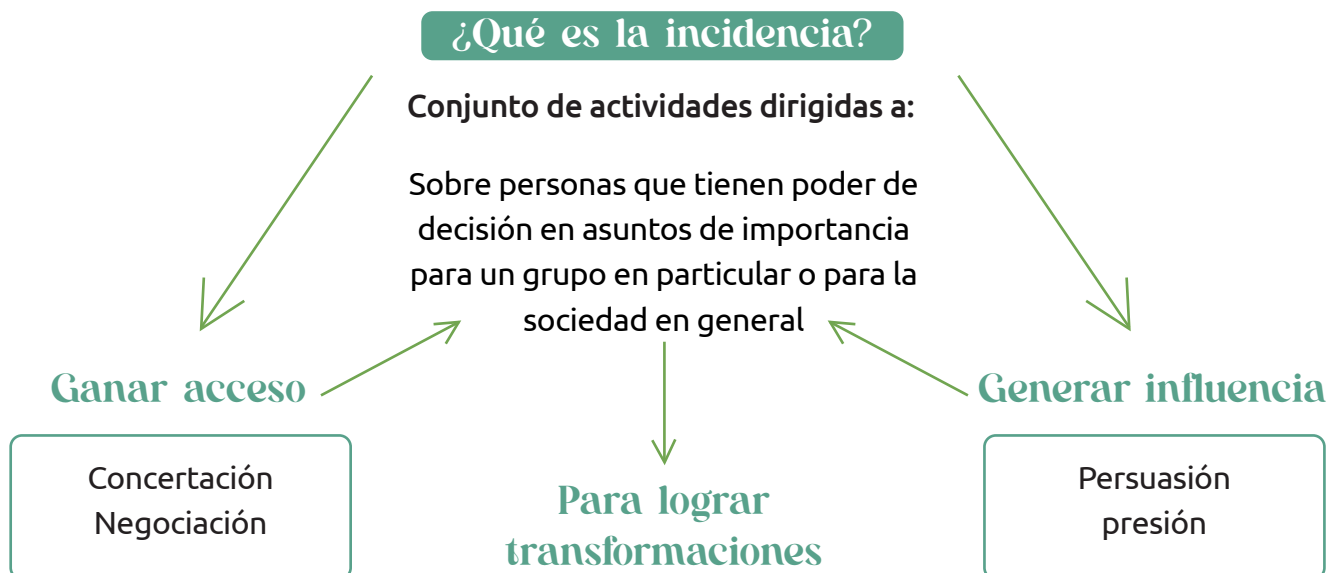 ¿Qué es la incidencia?
Conjunto de actividades dirigidas a:
Sobre personas que tienen poder de
decisión en asuntos de importancia
para un grupo en particular o para la
sociedad en general
Ganar acceso
Concertación
Negociación
Para lograr
transformaciones
Generar influencia
Persuasión
presión